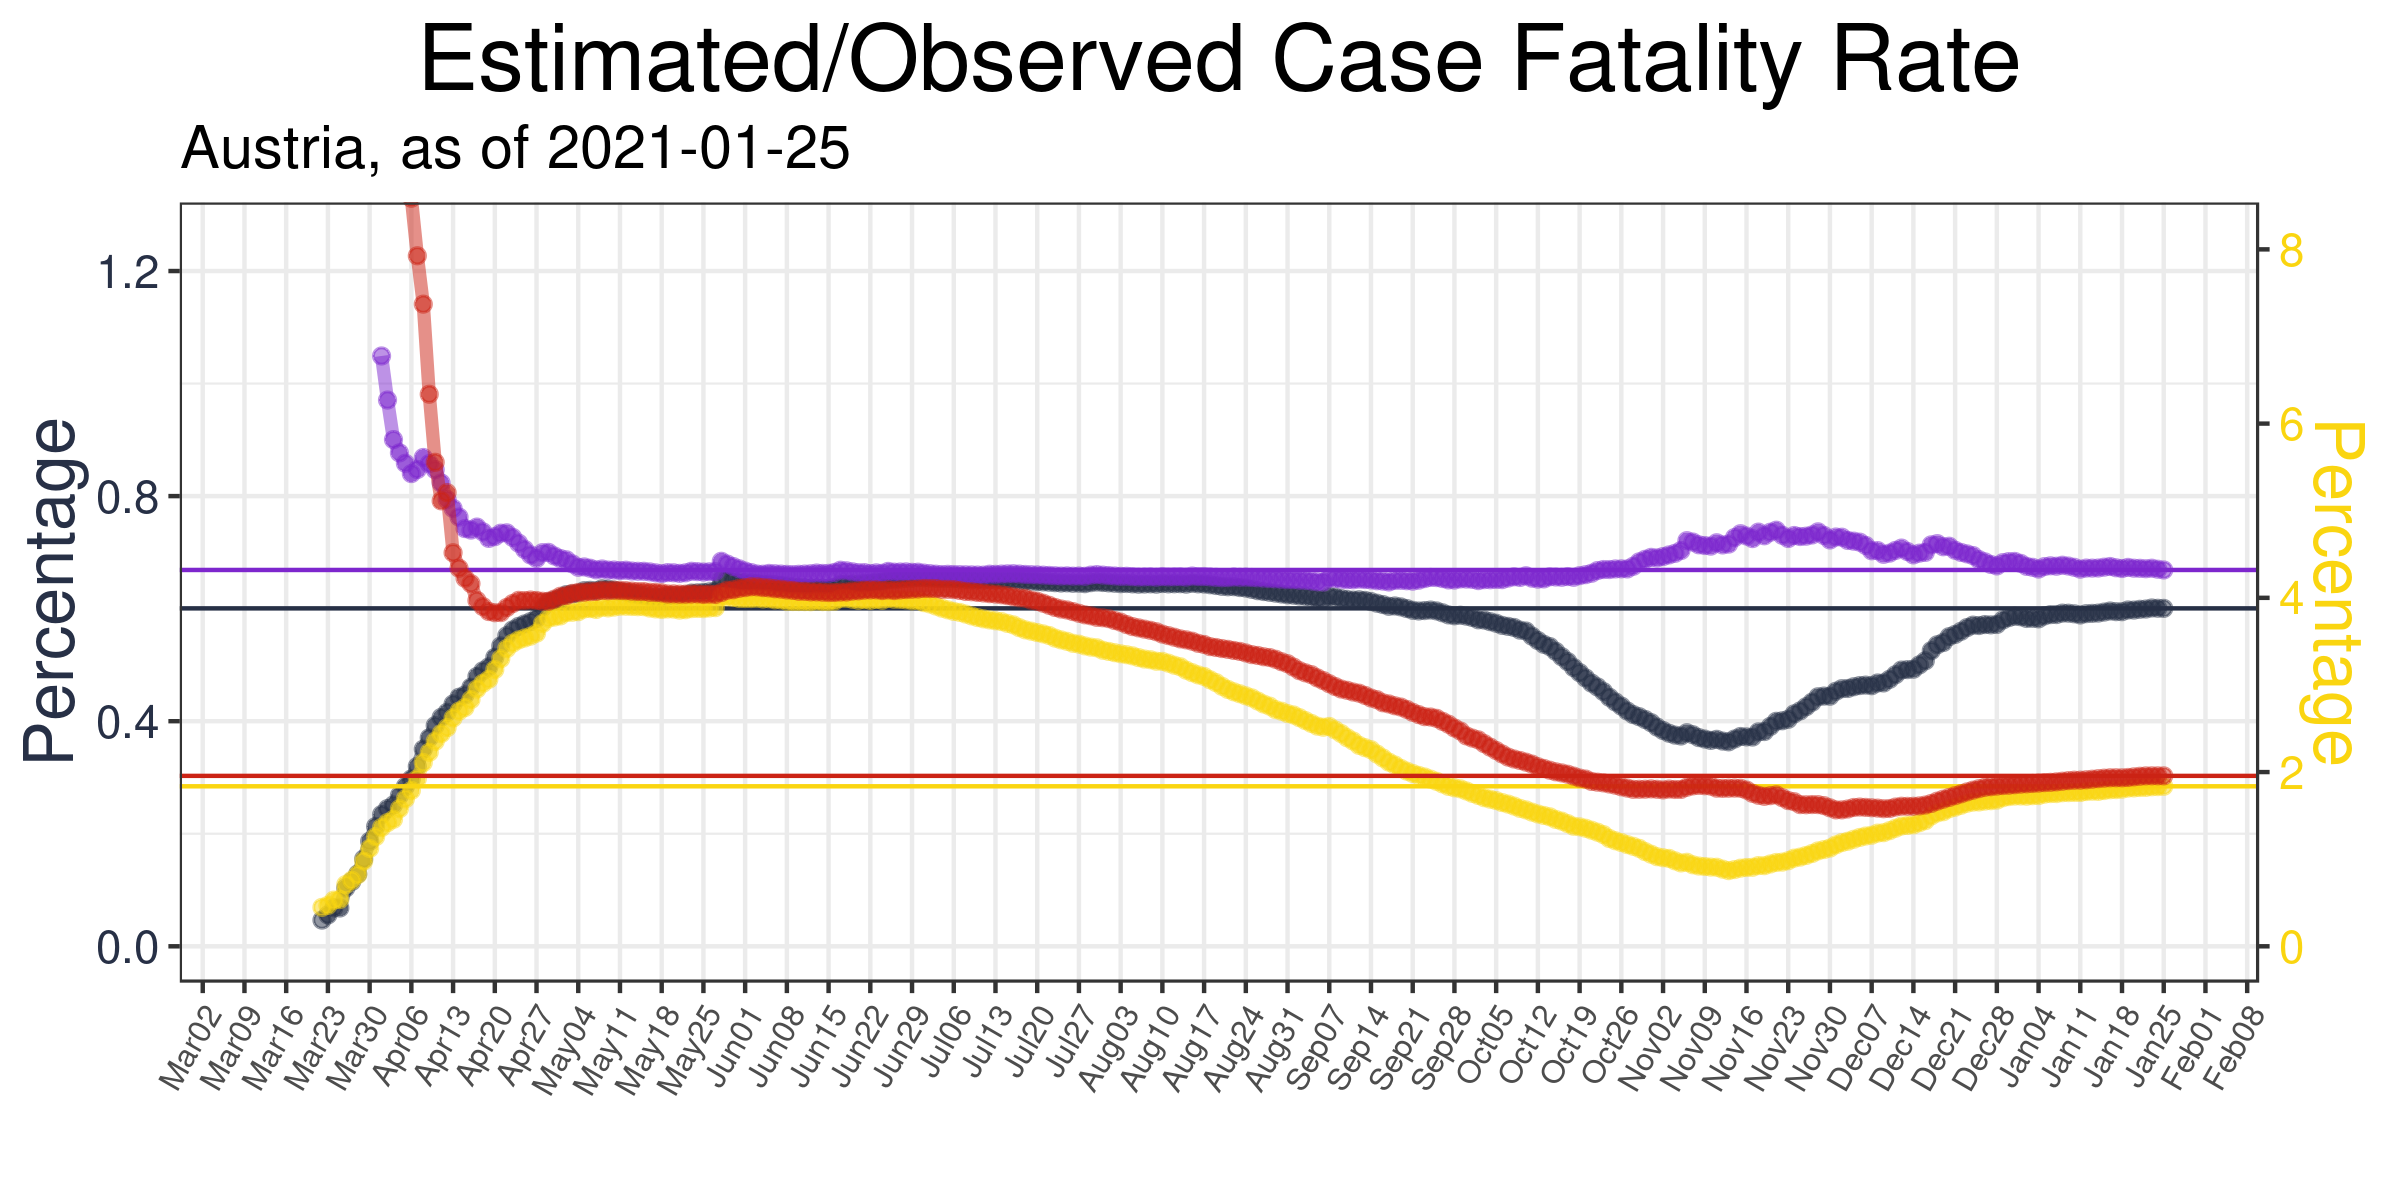 Estimated/Observed Case Fatality Rate
Austria, as of 2021-01-25
Percentage
1.2
0.8
0.4
0.0
8
6
4
2
0
Percentage
Mar02 Mar09 Mar16 Mar23 Mar30 Apr06 Apr13 Apr20 Apr27 May04 May11 May18 May25 Jun01 Jun08 Jun15 Jun22 Jun29 Jul06 Jul13 Jul20 Jul27 Aug03 Aug10 Aug17 Aug24 Aug31 Sep07 Sep14 Sep21 Sep28 Oct05 Oct12 Oct19 Oct26 Nov02 Nov09 Nov16 Nov23 Nov30 Dec07 Dec14 Dec21 Dec28 Jan04 Jan11 Jan18 Jan25 Feb01 Feb08